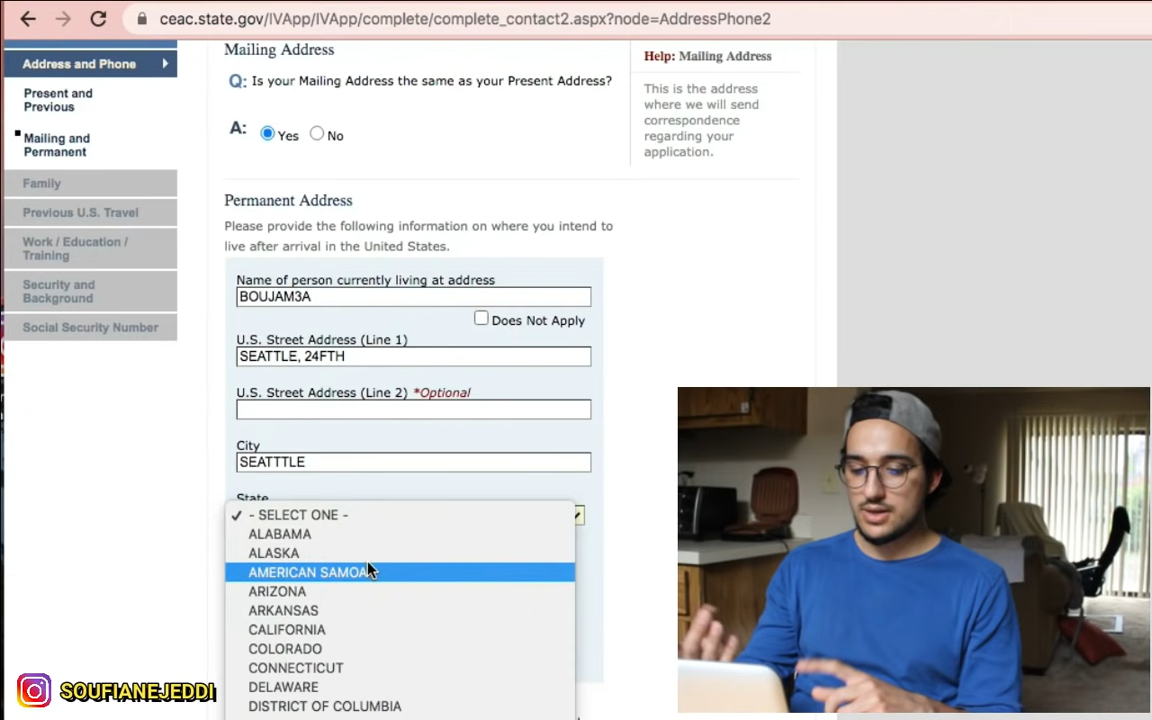 ceac.state.gov/IVApp/IVApp/complete/complete_contact2.aspx?node=AddressPhone2
Address and Phone
Present and
Previous
Mailing and
Permanent
Family
Previous U.S. Travel
Work / Education /
Training
Security and
Background
Social Security Number
Mailing Address
Q: Is your Mailing Address the same as your Present Address?
A: Yes No
Help: Mailing Address
This is the address
where we will send
correspondence
regarding your
application.
Permanent Address
Please provide the following information on where you intend to
live after arrival in the United States.
Name of person currently living at address
BOUJAM3A
Does Not Apply
U.S. Street Address (Line 1)
SEATTLE, 24FTH
U.S. Street Address (Line 2) *Optional
City
SEATTTLE
State
- SELECT ONE -
ALABAMA
ALASKA
AMERICAN SAMOA
ARIZONA
ARKANSAS
CALIFORNIA
COLORADO
CONNECTICUT
DELAWARE
DISTRICT OF COLUMBIA
SOUFIANEJEDDI